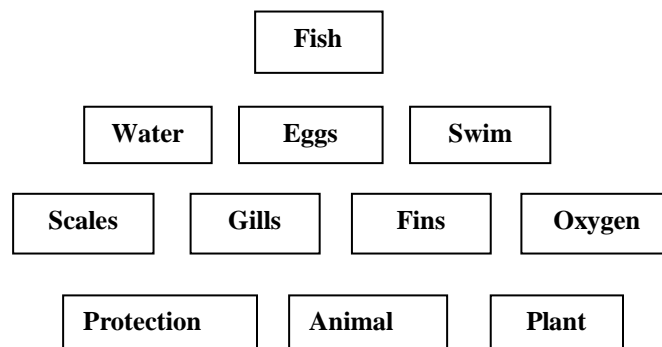 Fish
Water Eggs Swim
Scales Gills Fins Oxygen
Protection Animal Plant